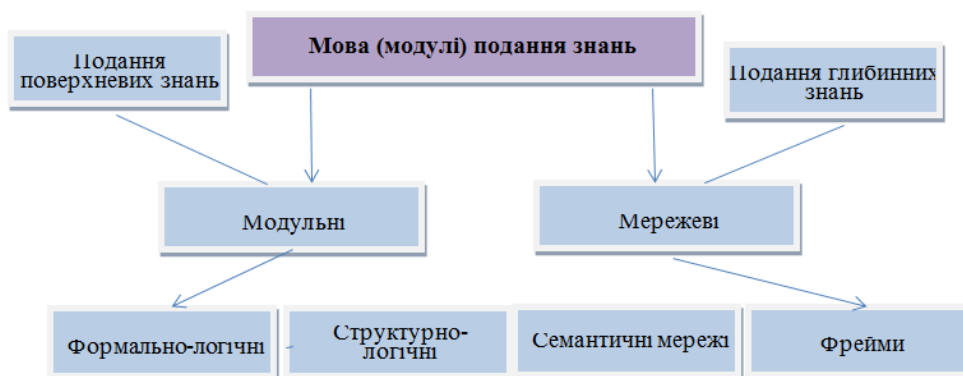 Мова (модулі) подання знань
Подання
поверхневих знань
Подання глибинних
знань
Модульні
Мережеві
Формально-логічні
Структурно-
логічні
Семантичні мережі
Фрейми